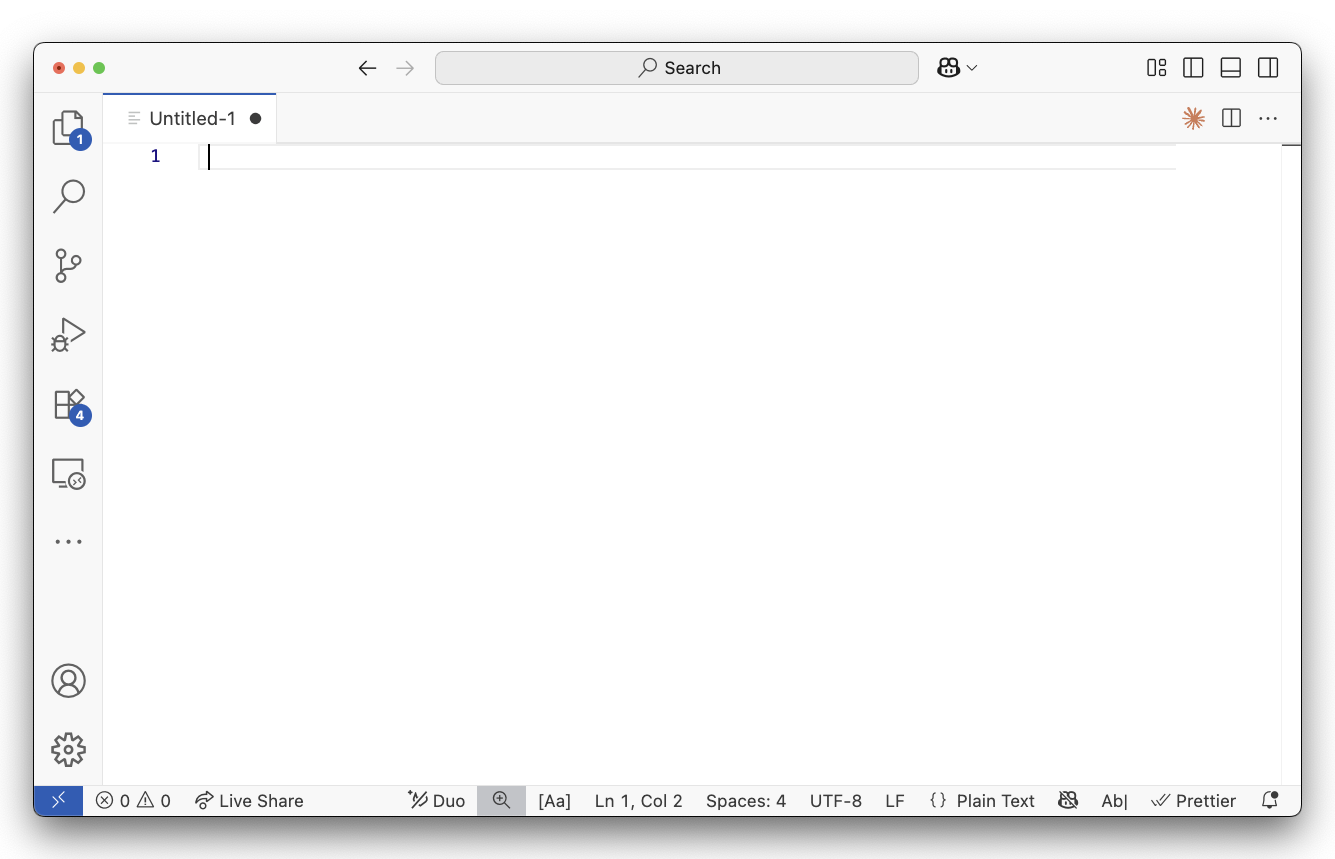 Search
Untitled-1
1
1
4
0 0 Live Share Duo [Aa] Ln 1, Col 2 Spaces: 4 UTF-8 LF {} Plain Text Ab| Prettier